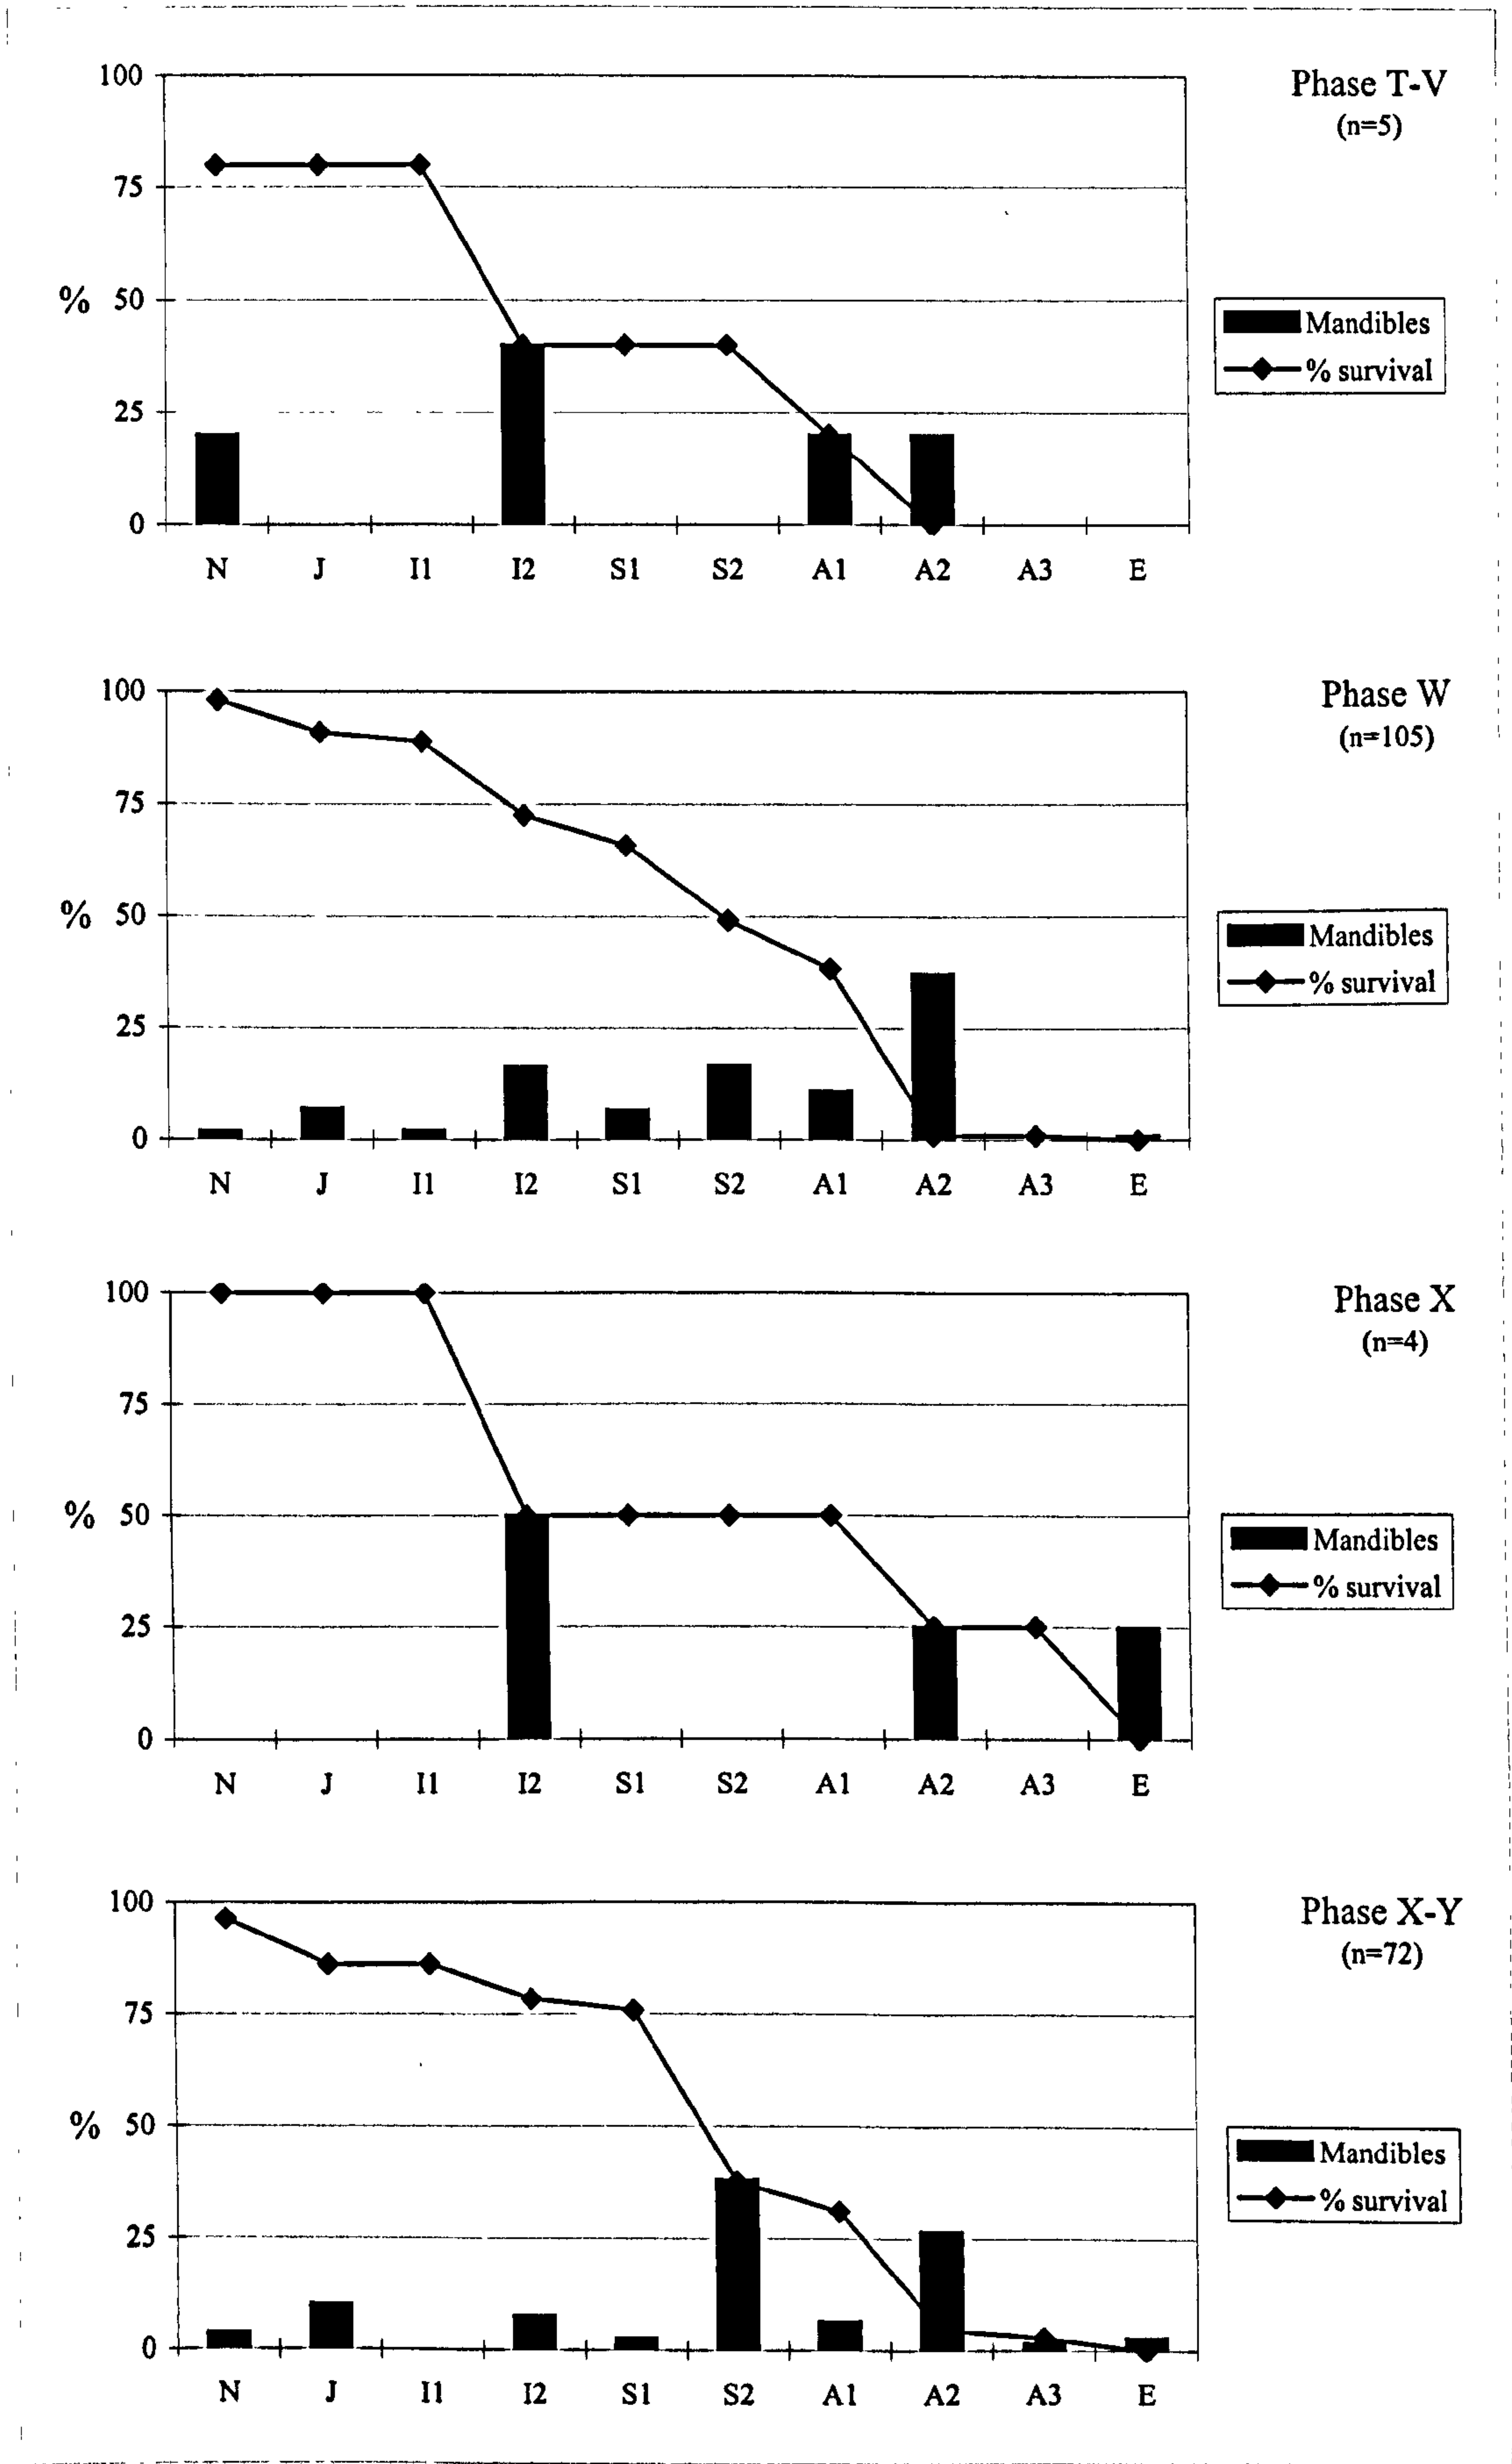 Phase T-V
(n=5)
100
75
% 50
25
0
N J I1 I2 S1 S2 A1 A2 A3 E
Mandibles
% survival
Phase W
(n=105)
100
75
% 50
25
0
N J I1 I2 S1 S2 A1 A2 A3 E
Mandibles
% survival
Phase X
(n=4)
100
75
% 50
25
0
N J I1 I2 S1 S2 A1 A2 A3 E
Mandibles
% survival
Phase X-Y
(n=72)
100
75
% 50
25
0
N J I1 I2 S1 S2 A1 A2 A3 E
Mandibles
% survival